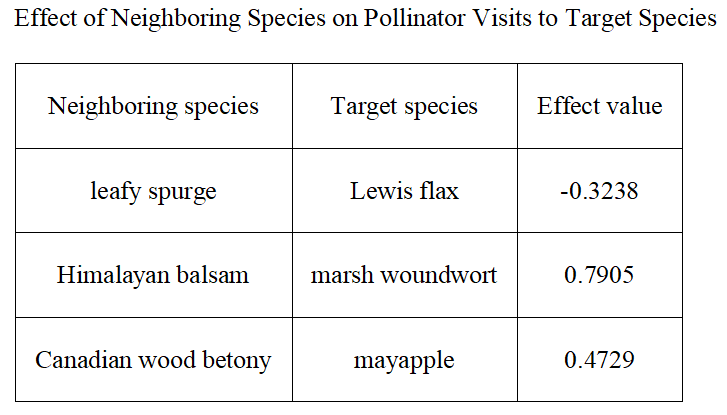 Effect of Neighboring Species on Pollinator Visits to Target Species
Neighboring species Target species Effect value
leafy spurge Lewis flax -0.3238
Himalayan balsam marsh woundwort 0.7905
Canadian wood betony mayapple 0.4729